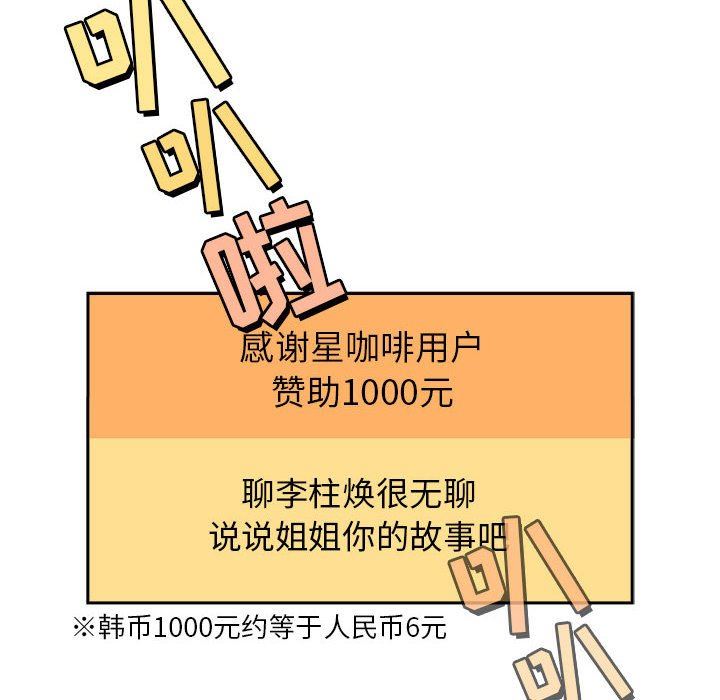 叭
叭
啦
感谢星咖啡用户
赞助1000元
聊李柱焕很无聊
说说姐姐你的故事吧
叭
叭
※韩币1000元约等于人民币6元